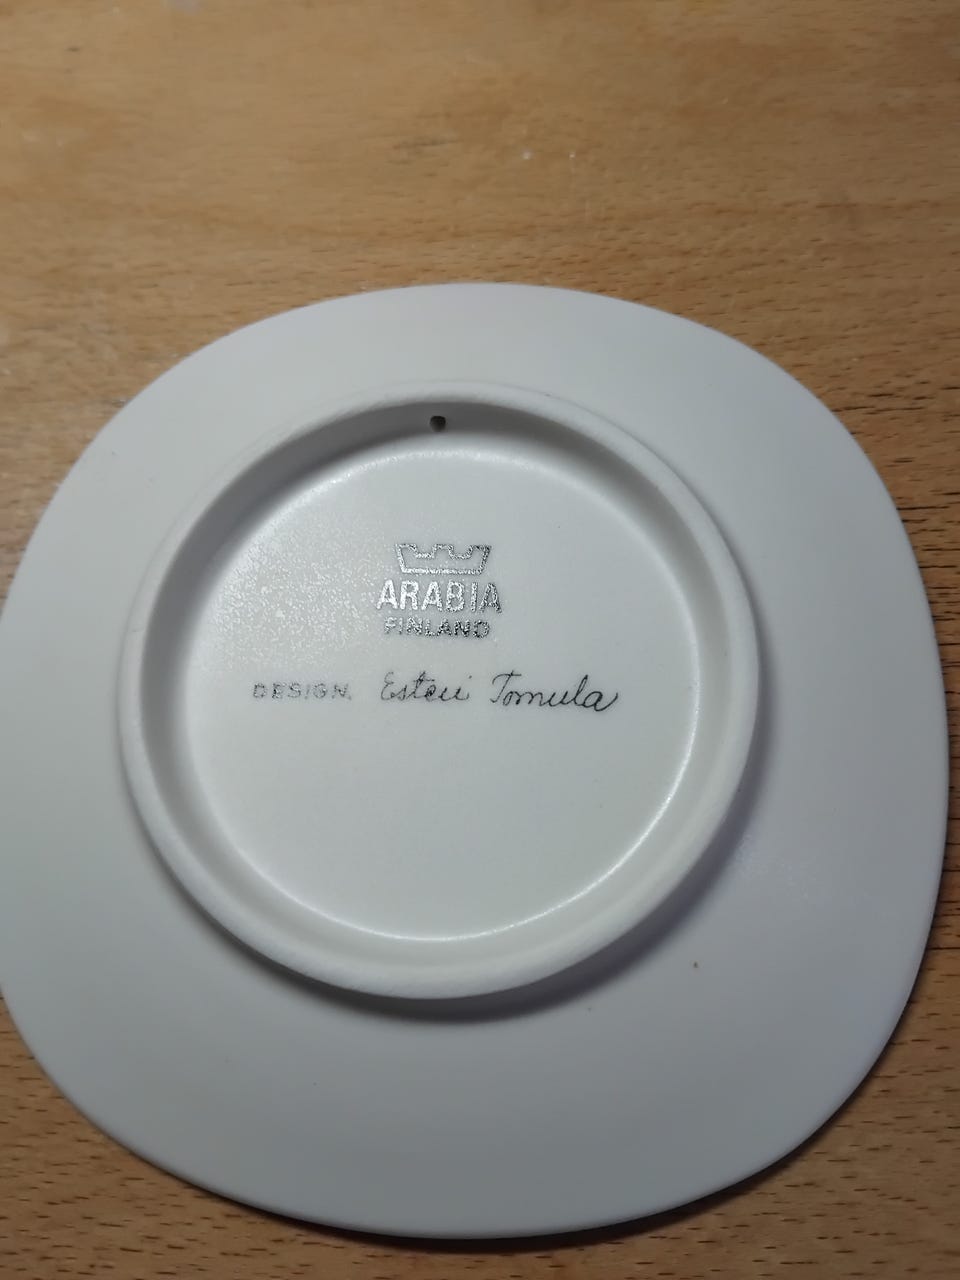 ARABIA
FINLAND
DESIGN. Esteri Tomula